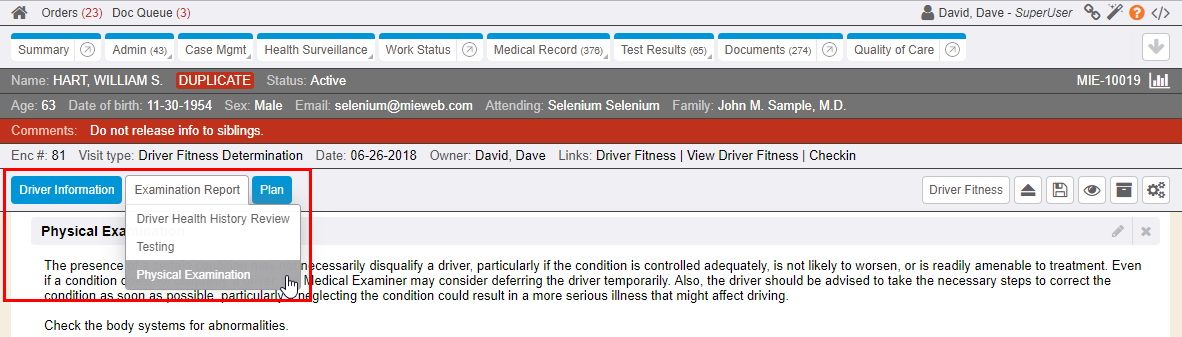 Orders (23) Doc Queue (3) David, Dave - SuperUser
Summary Admin (43) Case Mgmt Health Surveillance Work Status Medical Record (376) Test Results (65) Documents (274) Quality of Care
Name: HART, WILLIAM S. DUPLICATE Status: Active MIE-10019
Age: 63 Date of birth: 11-30-1954 Sex: Male Email: selenium@mieweb.com Attending: Selenium Selenium Family: John M. Sample, M.D.
Comments: Do not release info to siblings.
Enc #: 81 Visit type: Driver Fitness Determination Date: 06-26-2018 Owner: David, Dave Links: Driver Fitness | View Driver Fitness | Checkin
Driver Information Examination Report Plan Driver Fitness
Driver Health History Review
Testing
Physical Examination
Physical Exa
The presence necessarily disqualify a driver, particularly if the condition is controlled adequately, is not likely to worsen, or is readily amenable to treatment. Even
if a condition Medical Examiner may consider deferring the driver temporarily. Also, the driver should be advised to take the necessary steps to correct the
condition as soon as possible, particularly neglecting the condition could result in a more serious illness that might affect driving.
Check the body systems for abnormalities.